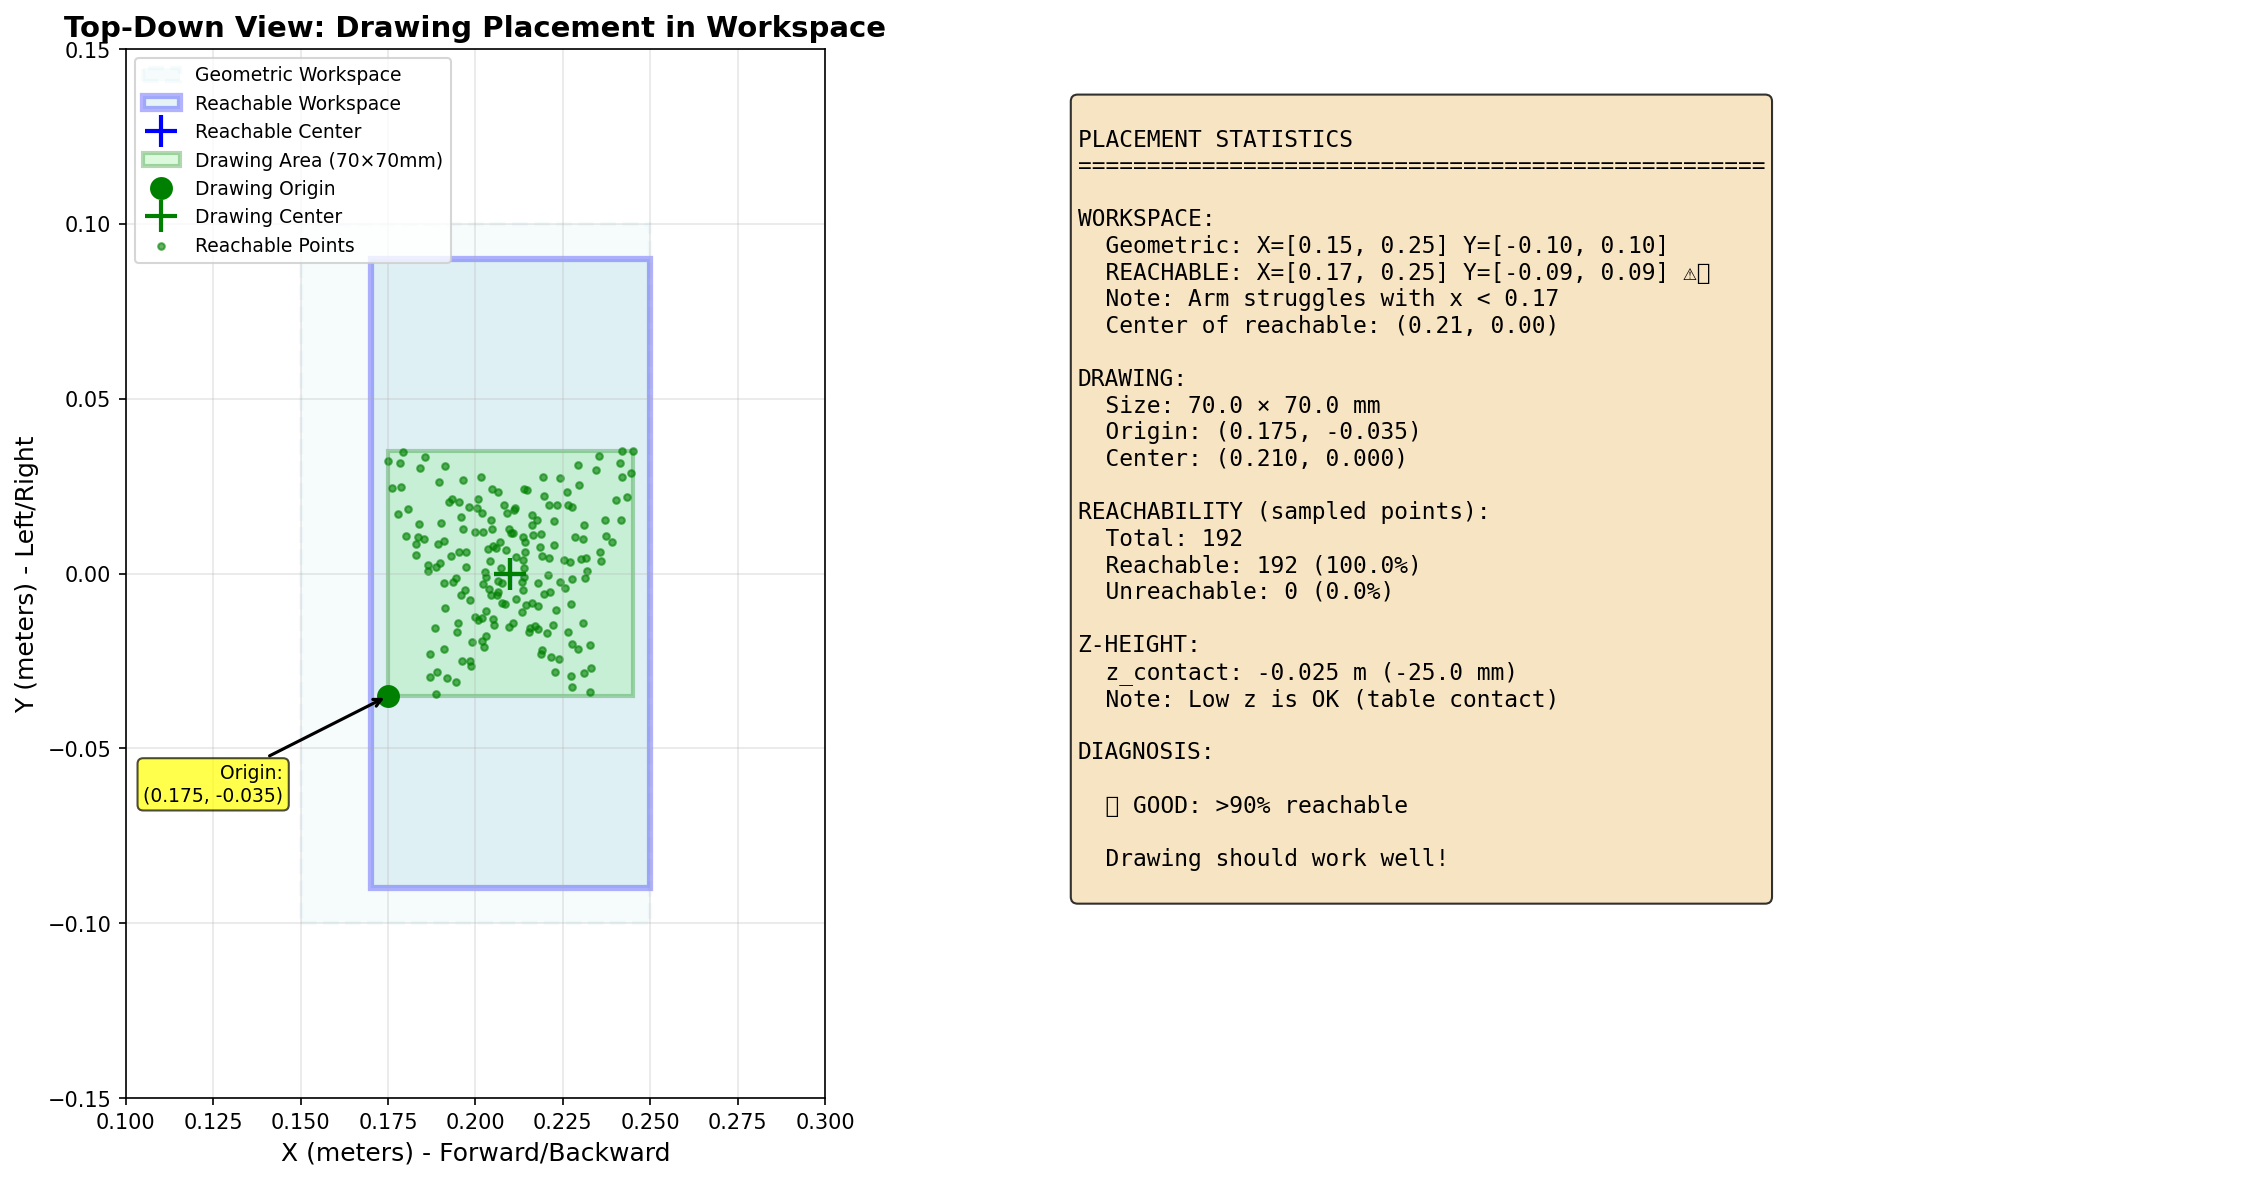 Top-Down View: Drawing Placement in Workspace
Geometric Workspace
Reachable Workspace
Reachable Center
Drawing Area (70×70mm)
Drawing Origin
Drawing Center
Reachable Points
0.15
0.10
0.05
0.00
−0.05
−0.10
−0.15
Y (meters) - Left/Right
Origin:
(0.175, -0.035)
0.100 0.125 0.150 0.175 0.200 0.225 0.250 0.275 0.300
X (meters) - Forward/Backward
PLACEMENT STATISTICS
==================================================
WORKSPACE:
Geometric: X=[0.15, 0.25] Y=[-0.10, 0.10]
REACHABLE: X=[0.17, 0.25] Y=[-0.09, 0.09] ⚠
Note: Arm struggles with x < 0.17
Center of reachable: (0.21, 0.00)
DRAWING:
Size: 70.0 × 70.0 mm
Origin: (0.175, -0.035)
Center: (0.210, 0.000)
REACHABILITY (sampled points):
Total: 192
Reachable: 192 (100.0%)
Unreachable: 0 (0.0%)
Z-HEIGHT:
z_contact: -0.025 m (-25.0 mm)
Note: Low z is OK (table contact)
DIAGNOSIS:
GOOD: >90% reachable
Drawing should work well!